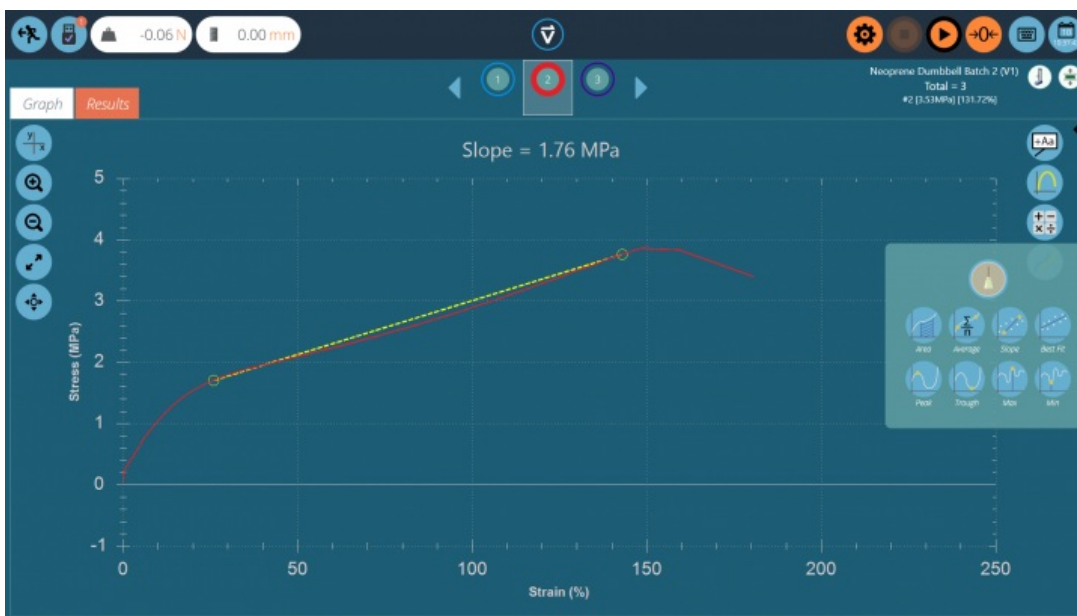 -0.06 N
0.00 mm
1
2
3
Neoprene Dumbbell Batch 2 (V1)
Total = 3
#2 [3.53MPa] [131.72%]
Graph
Results
Slope = 1.76 MPa
+Aa
Stress (MPa)
5
4
3
2
1
0
-1
0
50
100
150
200
250
Strain (%)
Area
Average
Slope
Best Fit
Peak
Trough
Max
Min